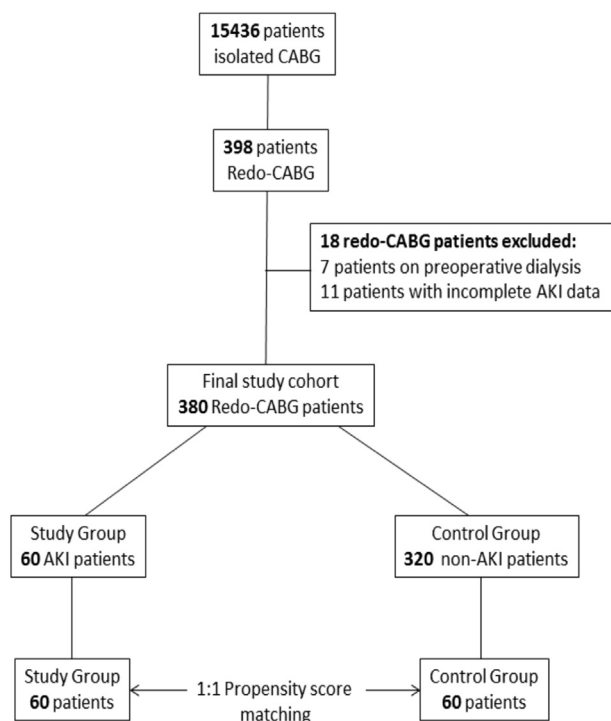 15436 patients
isolated CABG
398 patients
Redo-CABG
18 redo-CABG patients excluded:
7 patients on preoperative dialysis
11 patients with incomplete AKI data
Final study cohort
380 Redo-CABG patients
Study Group
60 AKI patients
Control Group
320 non-AKI patients
Study Group
60 patients
1:1 Propensity score
matching
Control Group
60 patients